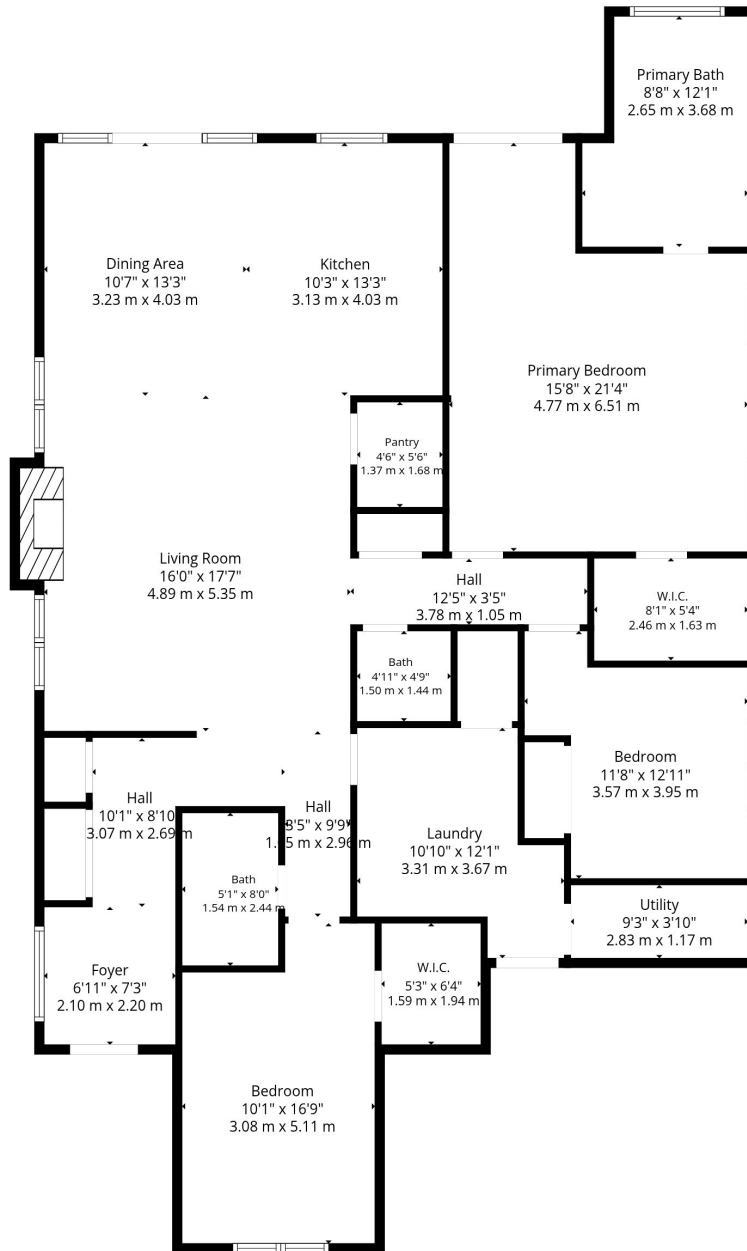 Primary Bath
8'8" x 12'1"
2.65 m x 3.68 m
Dining Area
10'7" x 13'3"
3.23 m x 4.03 m
Kitchen
10'3" x 13'3"
3.13 m x 4.03 m
Primary Bedroom
15'8" x 21'4"
4.77 m x 6.51 m
Pantry
4'6" x 5'6"
1.37 m x 1.68 m
Living Room
16'0" x 17'7"
4.89 m x 5.35 m
Hall
12'5" x 3'5"
3.78 m x 1.05 m
W.I.C.
8'1" x 5'4"
2.46 m x 1.63 m
Bath
4'11" x 4'9"
1.50 m x 1.44 m
Bedroom
11'8" x 12'11"
3.57 m x 3.95 m
Hall
10'1" x 8'10
3.07 m x 2.69 m
Hall
3'5" x 9'9"
x 2.96 m
Laundry
10'10" x 12'1"
3.31 m x 3.67 m
Bath
5'1" x 8'0"
1.54 m x 2.44 m
Utility
9'3" x 3'10"
2.83 m x 1.17 m
Foyer
6'11" x 7'3"
2.10 m x 2.20 m
W.I.C.
5'3" x 6'4"
1.59 m x 1.94 m
Bedroom
10'1" x 16'9"
3.08 m x 5.11 m